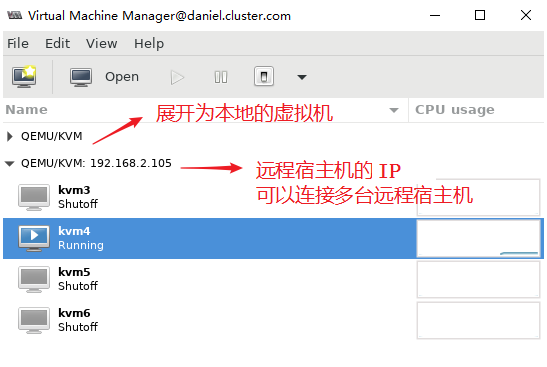 Virtual Machine Manager@daniel.cluster.com
File Edit View Help
Open
Name CPU usage
展开为本地的虚拟机
QEMU/KVM
QEMU/KVM: 192.168.2.105
远程宿主机的 IP
可以连接多台远程宿主机
kvm3
Shutoff
kvm4
Running
kvm5
Shutoff
kvm6
Shutoff